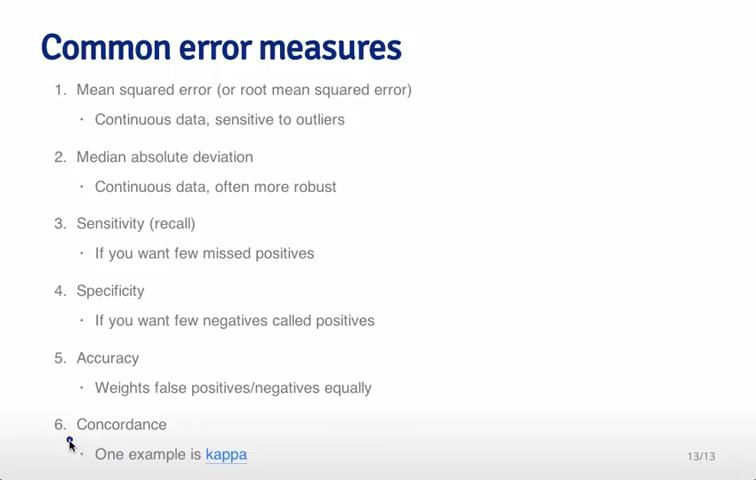 Common error measures
1. Mean squared error (or root mean squared error)
· Continuous data, sensitive to outliers
2. Median absolute deviation
· Continuous data, often more robust
3. Sensitivity (recall)
· If you want few missed positives
4. Specificity
· If you want few negatives called positives
5. Accuracy
· Weights false positives/negatives equally
6. Concordance
· One example is kappa
13/13